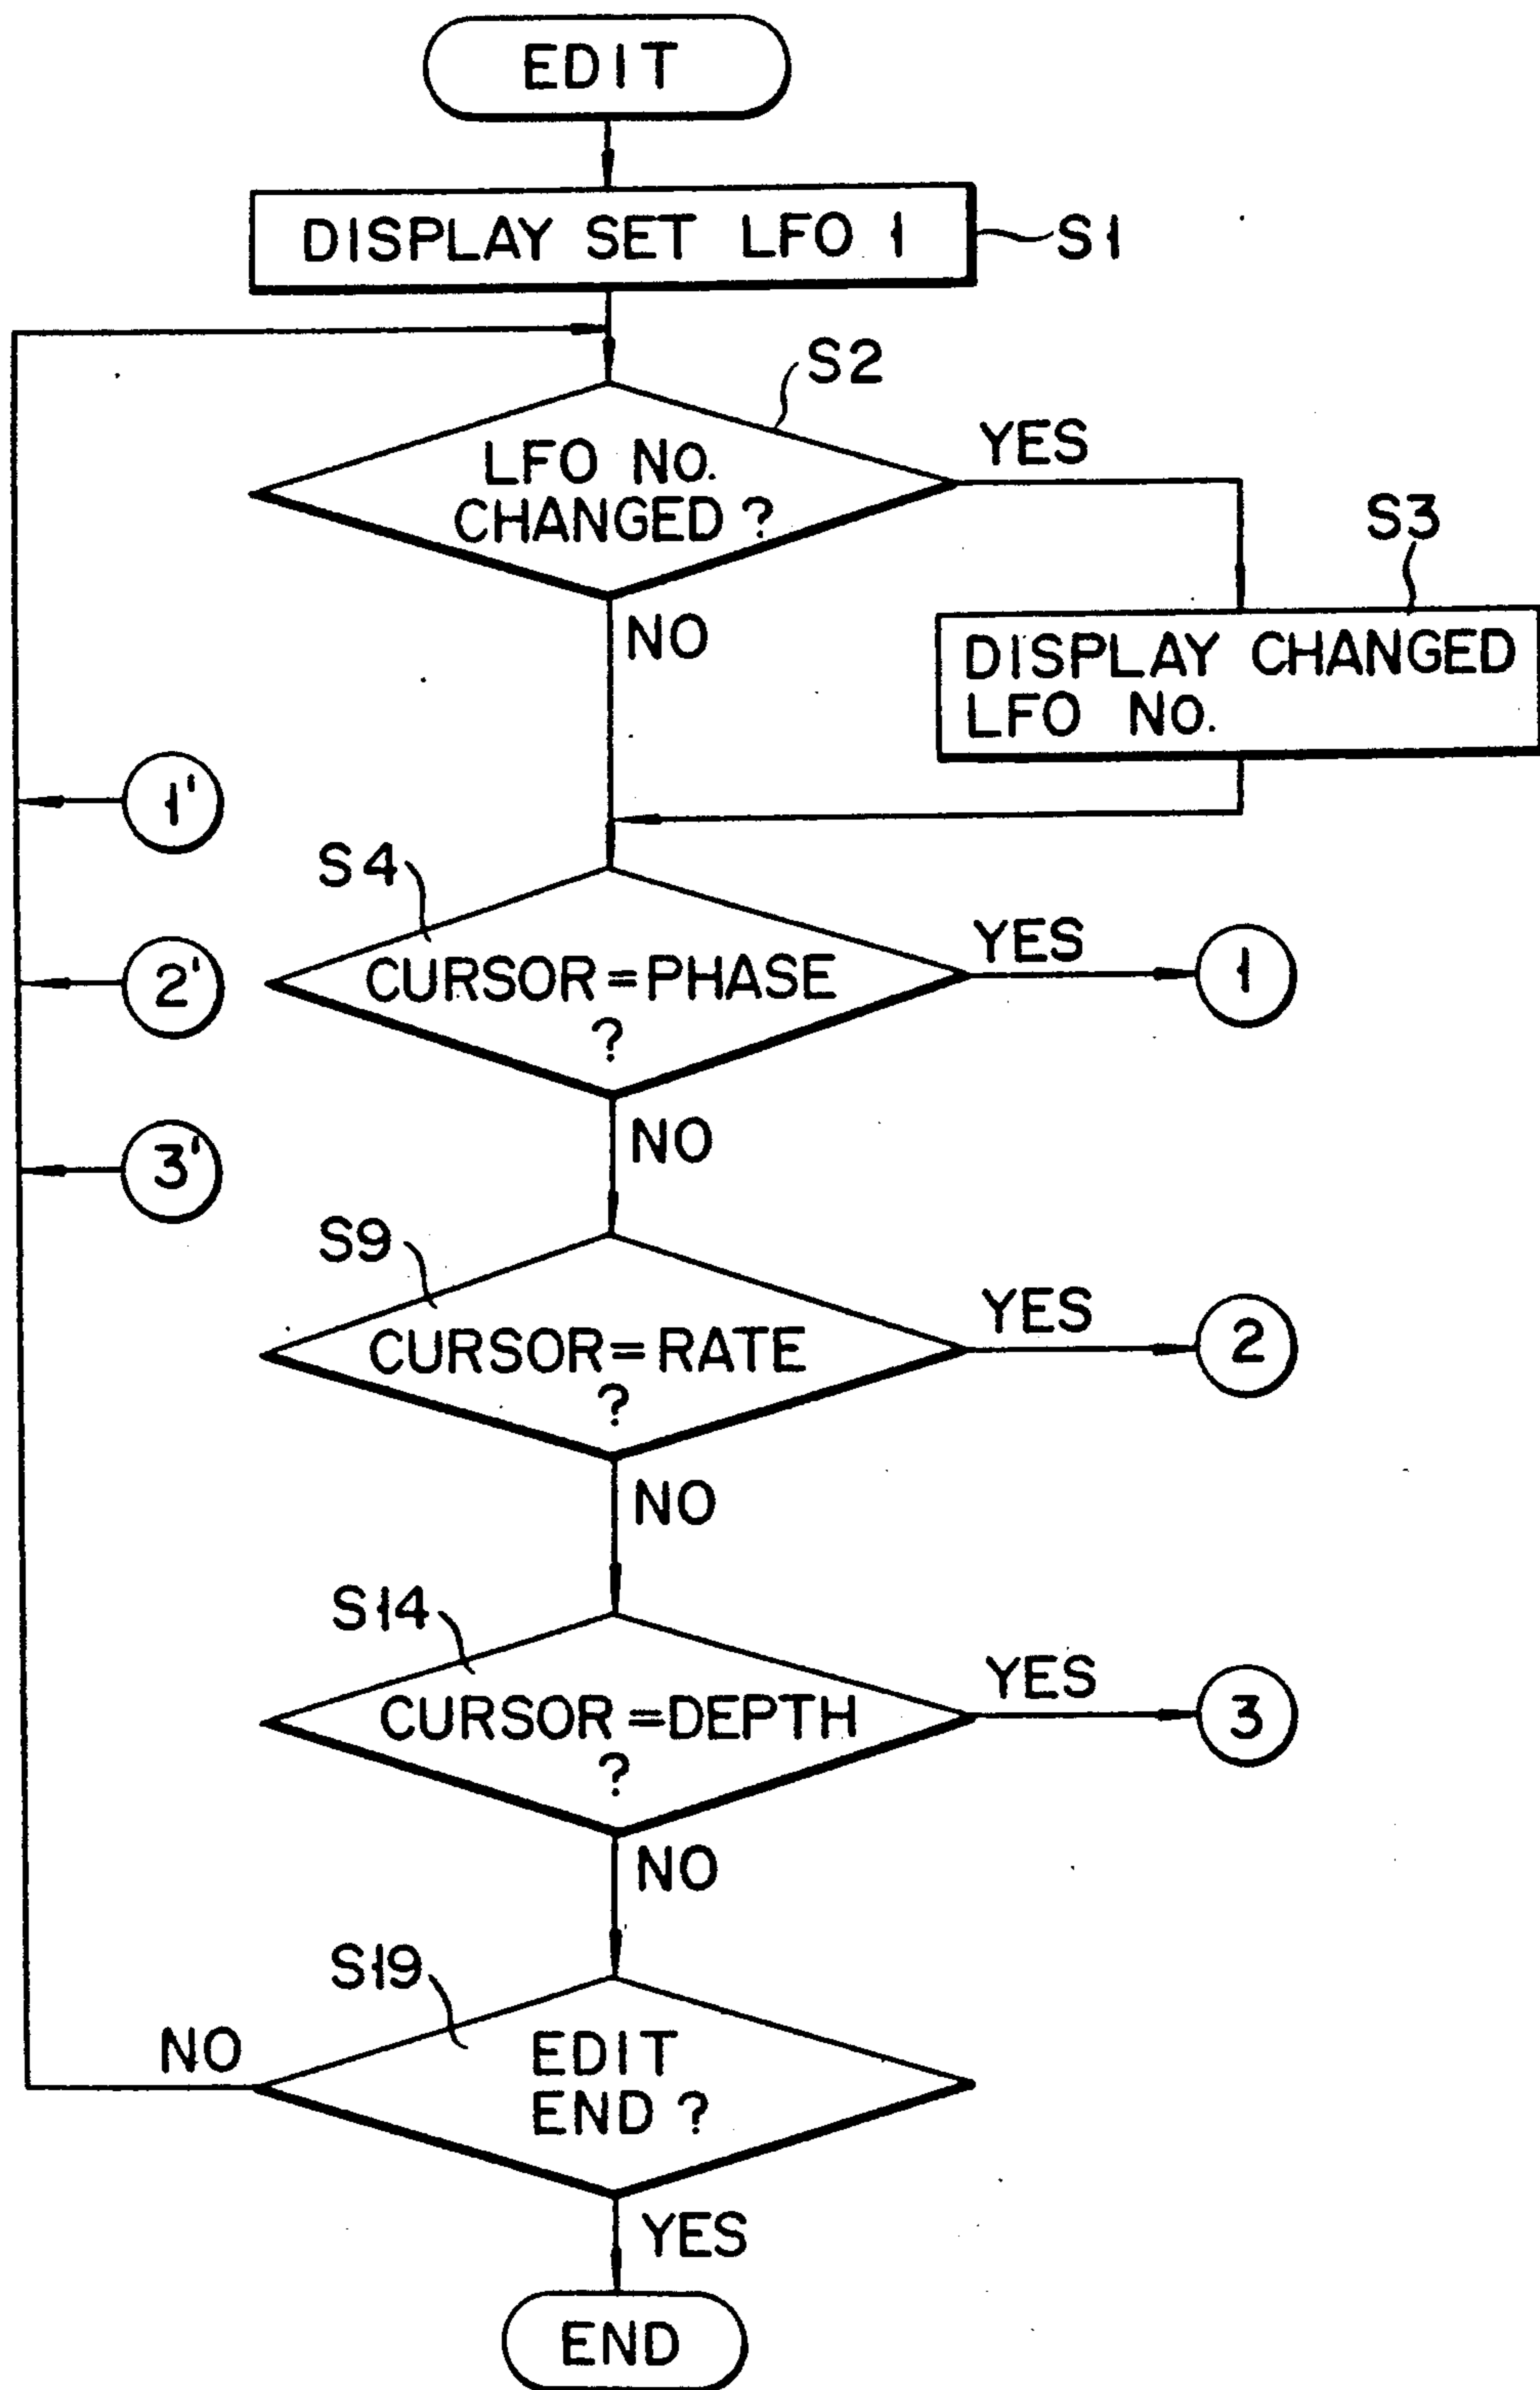 EDIT
DISPLAY SET LFO 1
S1
S2
LFO NO.
CHANGED ?
YES
S3
NO
DISPLAY CHANGED
LFO NO.
1'
S4
CURSOR=PHASE
?
YES
1
2'
NO
3'
S9
CURSOR=RATE
?
YES
2
NO
S14
CURSOR=DEPTH
?
YES
3
NO
S19
EDIT
END ?
NO
YES
END